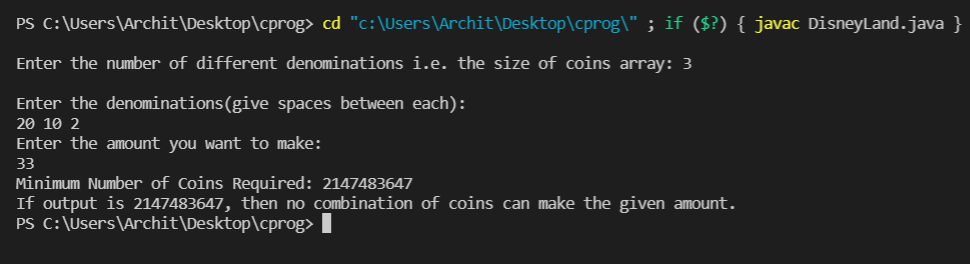 PS C:\Users\Archit\Desktop\cprog> cd "c:\Users\Archit\Desktop\cprog\" ; if ($?) { javac DisneyLand.java }
Enter the number of different denominations i.e. the size of coins array: 3
Enter the denominations(give spaces between each):
20 10 2
Enter the amount you want to make:
33
Minimum Number of Coins Required: 2147483647
If output is 2147483647, then no combination of coins can make the given amount.
PS C:\Users\Archit\Desktop\cprog>